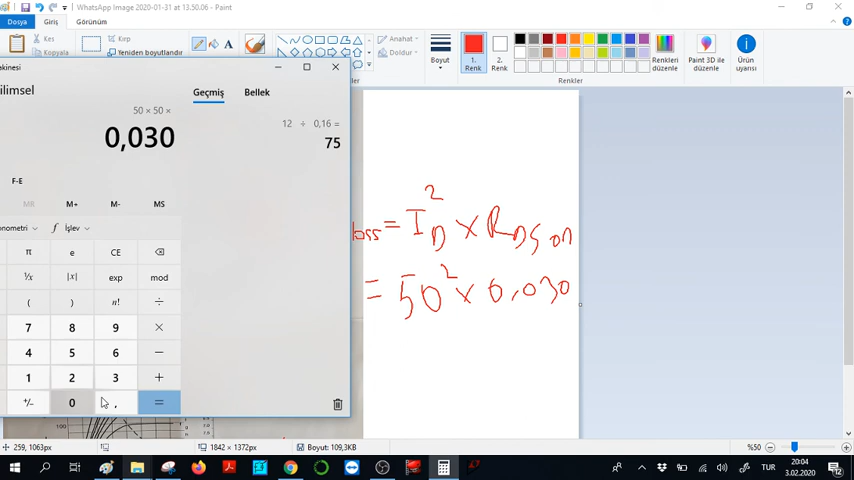 WhatsApp Image 2020-01-31 at 13.50.06 - Paint
Dosya Giriş Görünüm
Kes
Kopyala
Kırp
Yeniden boyutlandır
A
Anahat
Doldur
Boyut
1. Renk
2. Renk
Renkleri düzenle
Paint 3D ile düzenle
Ürün uyarısı
Renkler
akinesi
ilimsel
Geçmiş Bellek
50 × 50 ×
0,030
12 ÷ 0,16 =
75
F-E
MR M+ M- MS
onometri f İşlev
π e CE
¹⁄x |x| exp mod
( ) n! ÷
7 8 9 ×
4 5 6 −
1 2 3 +
+/− 0 , =
loss = I_D² × R_DS on
= 50² × 0,030
100
259, 1063px
1842 × 1372px
Boyut: 109,3KB
%50
TUR
20:04
3.02.2020